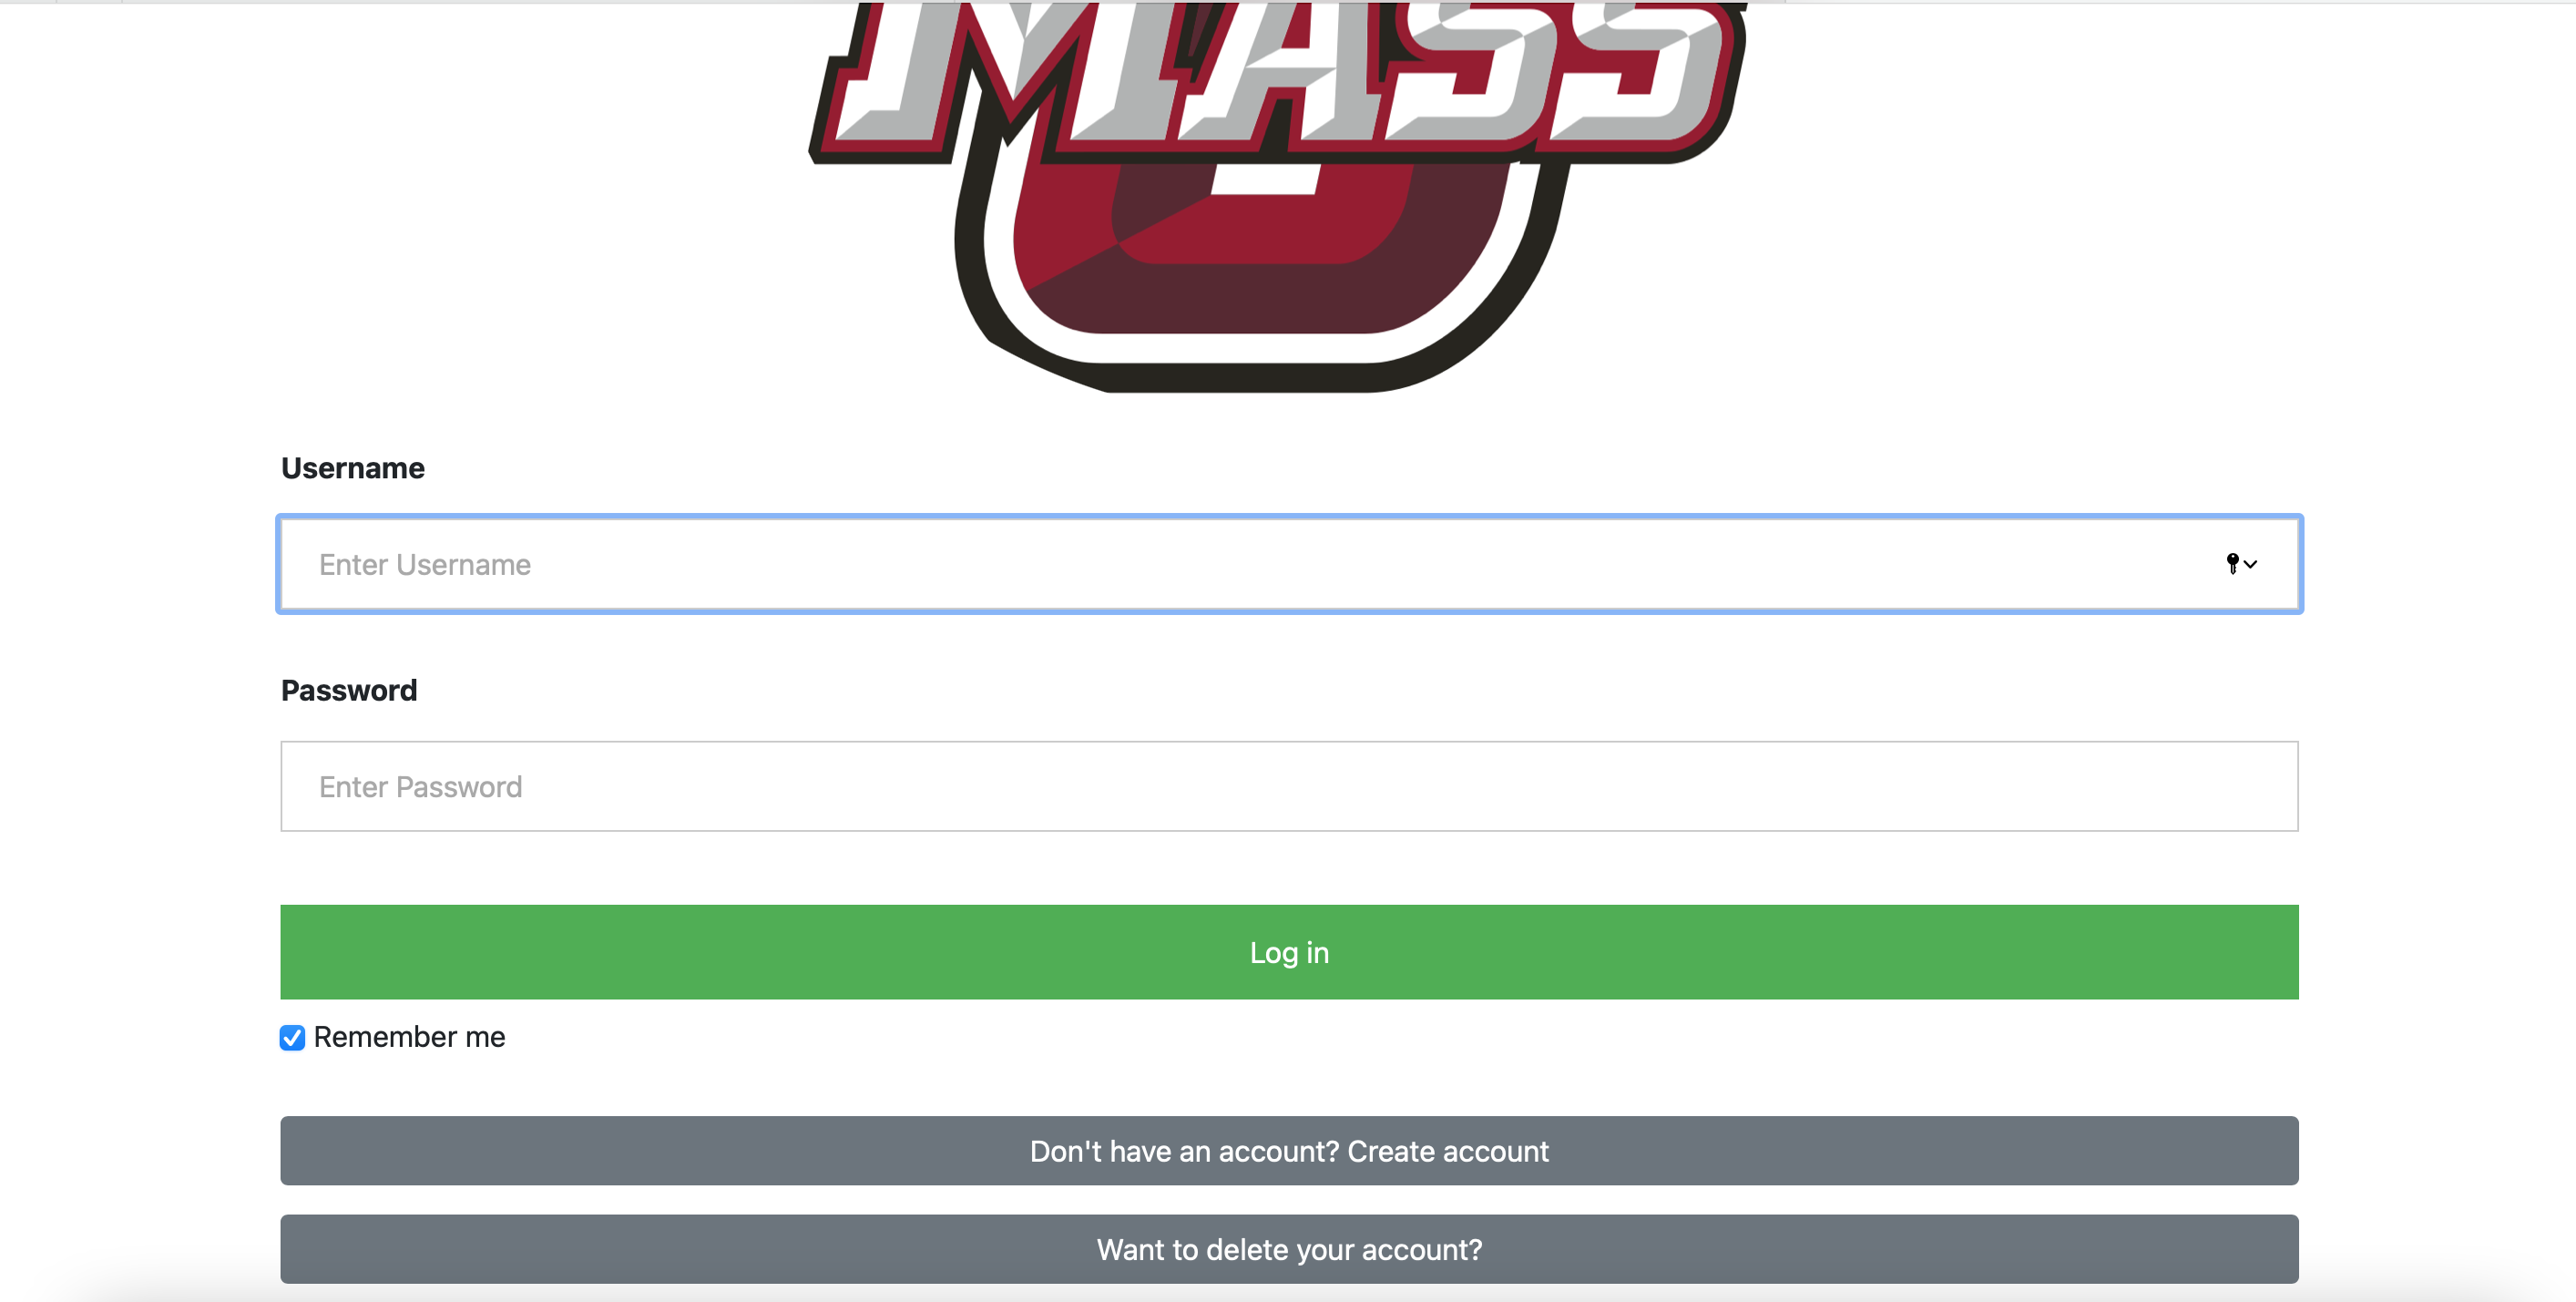 MASS
Username
Enter Username
Password
Enter Password
Log in
Remember me
Don't have an account? Create account
Want to delete your account?